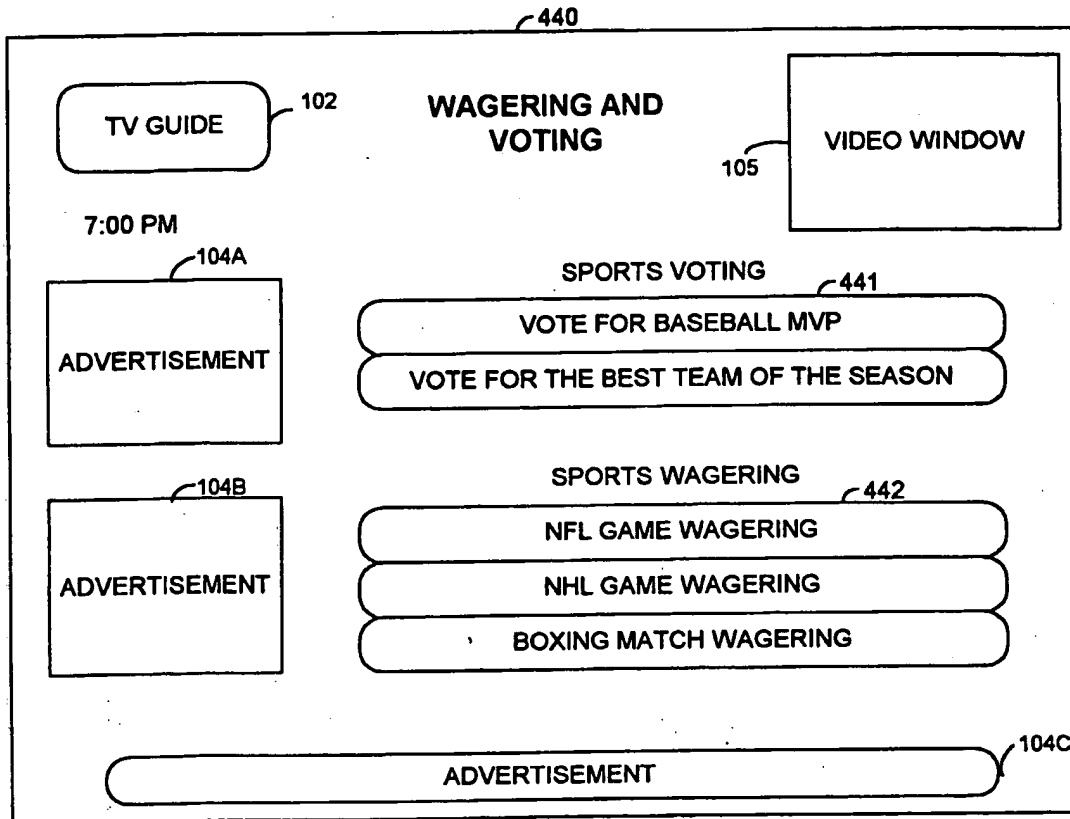 440
TV GUIDE
102
WAGERING AND
VOTING
105
VIDEO WINDOW
7:00 PM
104A
ADVERTISEMENT
SPORTS VOTING
441
VOTE FOR BASEBALL MVP
VOTE FOR THE BEST TEAM OF THE SEASON
104B
ADVERTISEMENT
SPORTS WAGERING
442
NFL GAME WAGERING
NHL GAME WAGERING
BOXING MATCH WAGERING
ADVERTISEMENT
104C